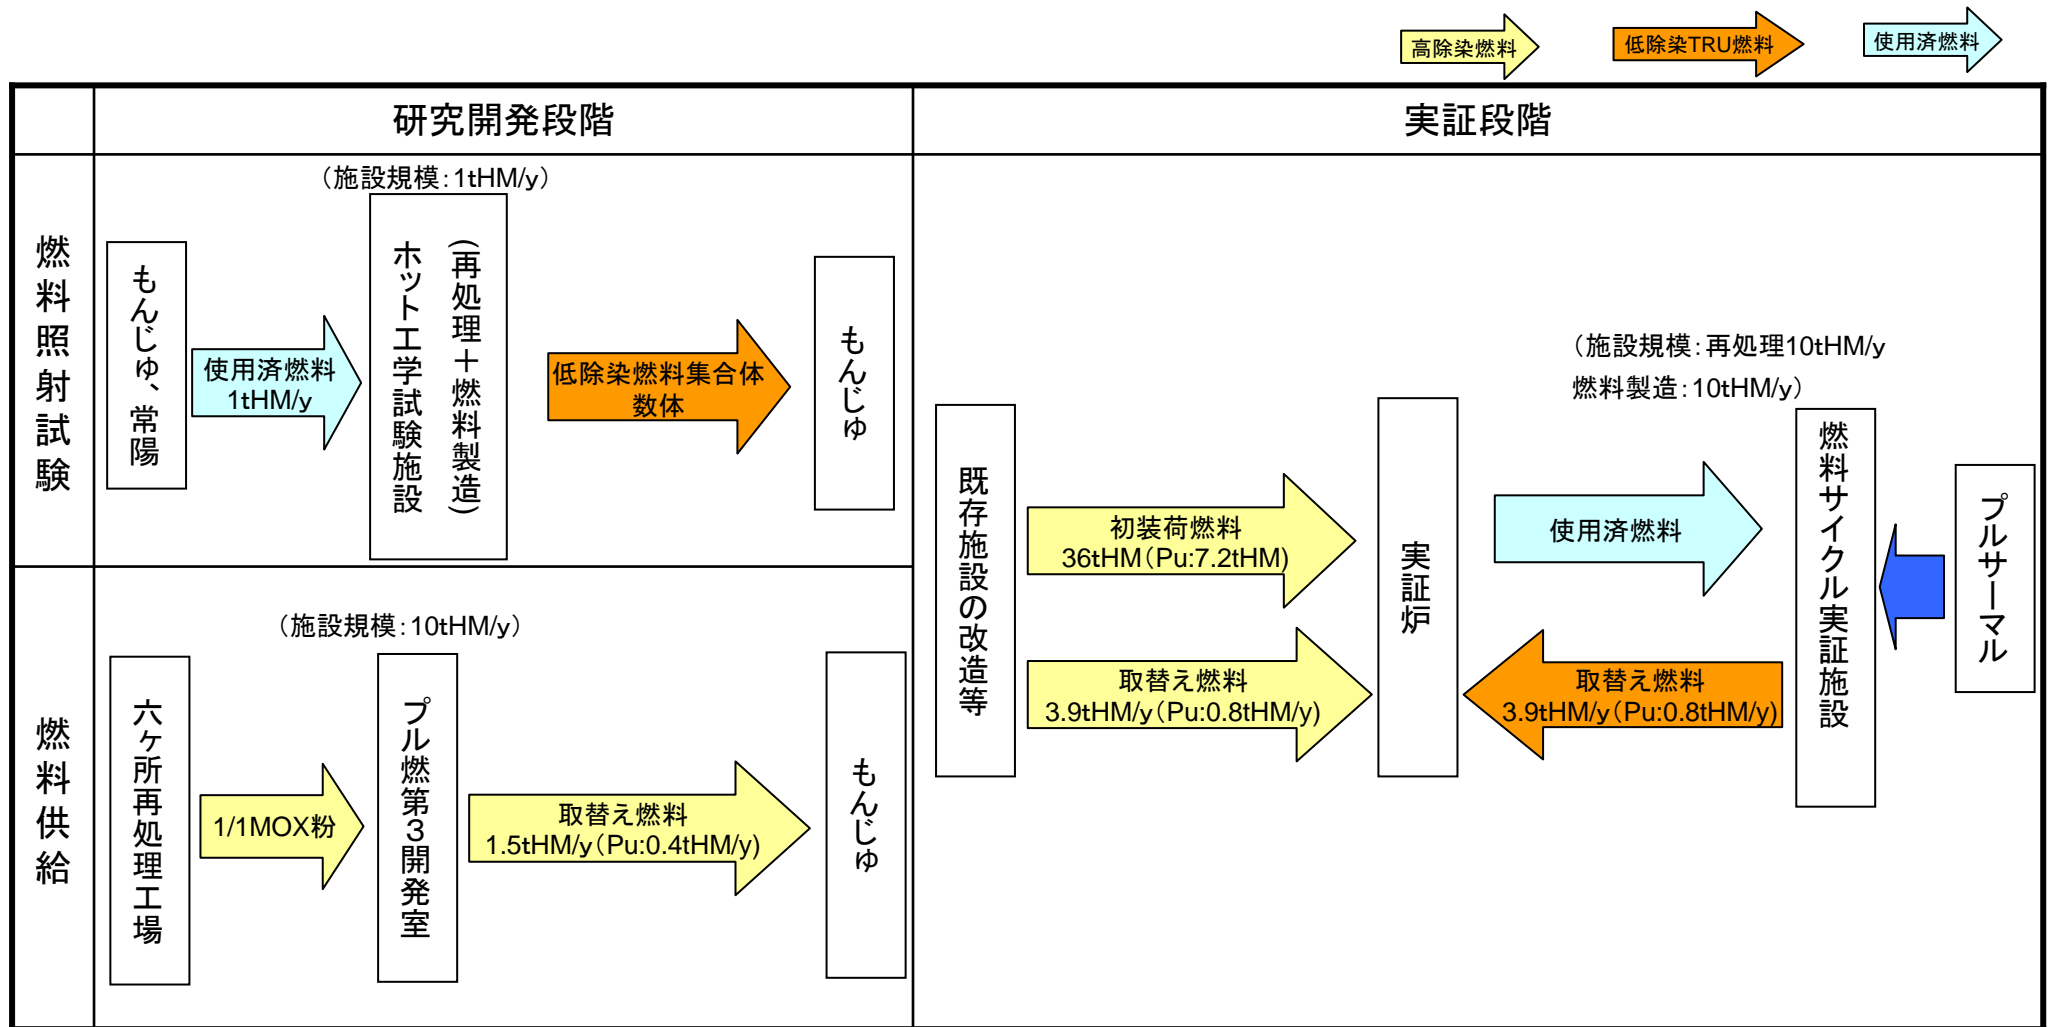 高除染燃料
低除染TRU燃料
使用済燃料
研究開発段階
実証段階
燃料照射試験
（施設規模：1tHM/y）
もんじゅ、常陽
使用済燃料
1tHM/y
ホット工学試験施設
(再処理＋燃料製造)
低除染燃料集合体
数体
もんじゅ
燃料供給
（施設規模：10tHM/y）
六ヶ所再処理工場
1/1MOX粉
プル燃第３開発室
取替え燃料
1.5tHM/y（Pu:0.4tHM/y)
もんじゅ
既存施設の改造等
初装荷燃料
36tHM（Pu:7.2tHM)
取替え燃料
3.9tHM/y（Pu:0.8tHM/y)
実証炉
使用済燃料
取替え燃料
3.9tHM/y（Pu:0.8tHM/y)
（施設規模：再処理10tHM/y
燃料製造：10tHM/y）
燃料サイクル実証施設
プルサーマル